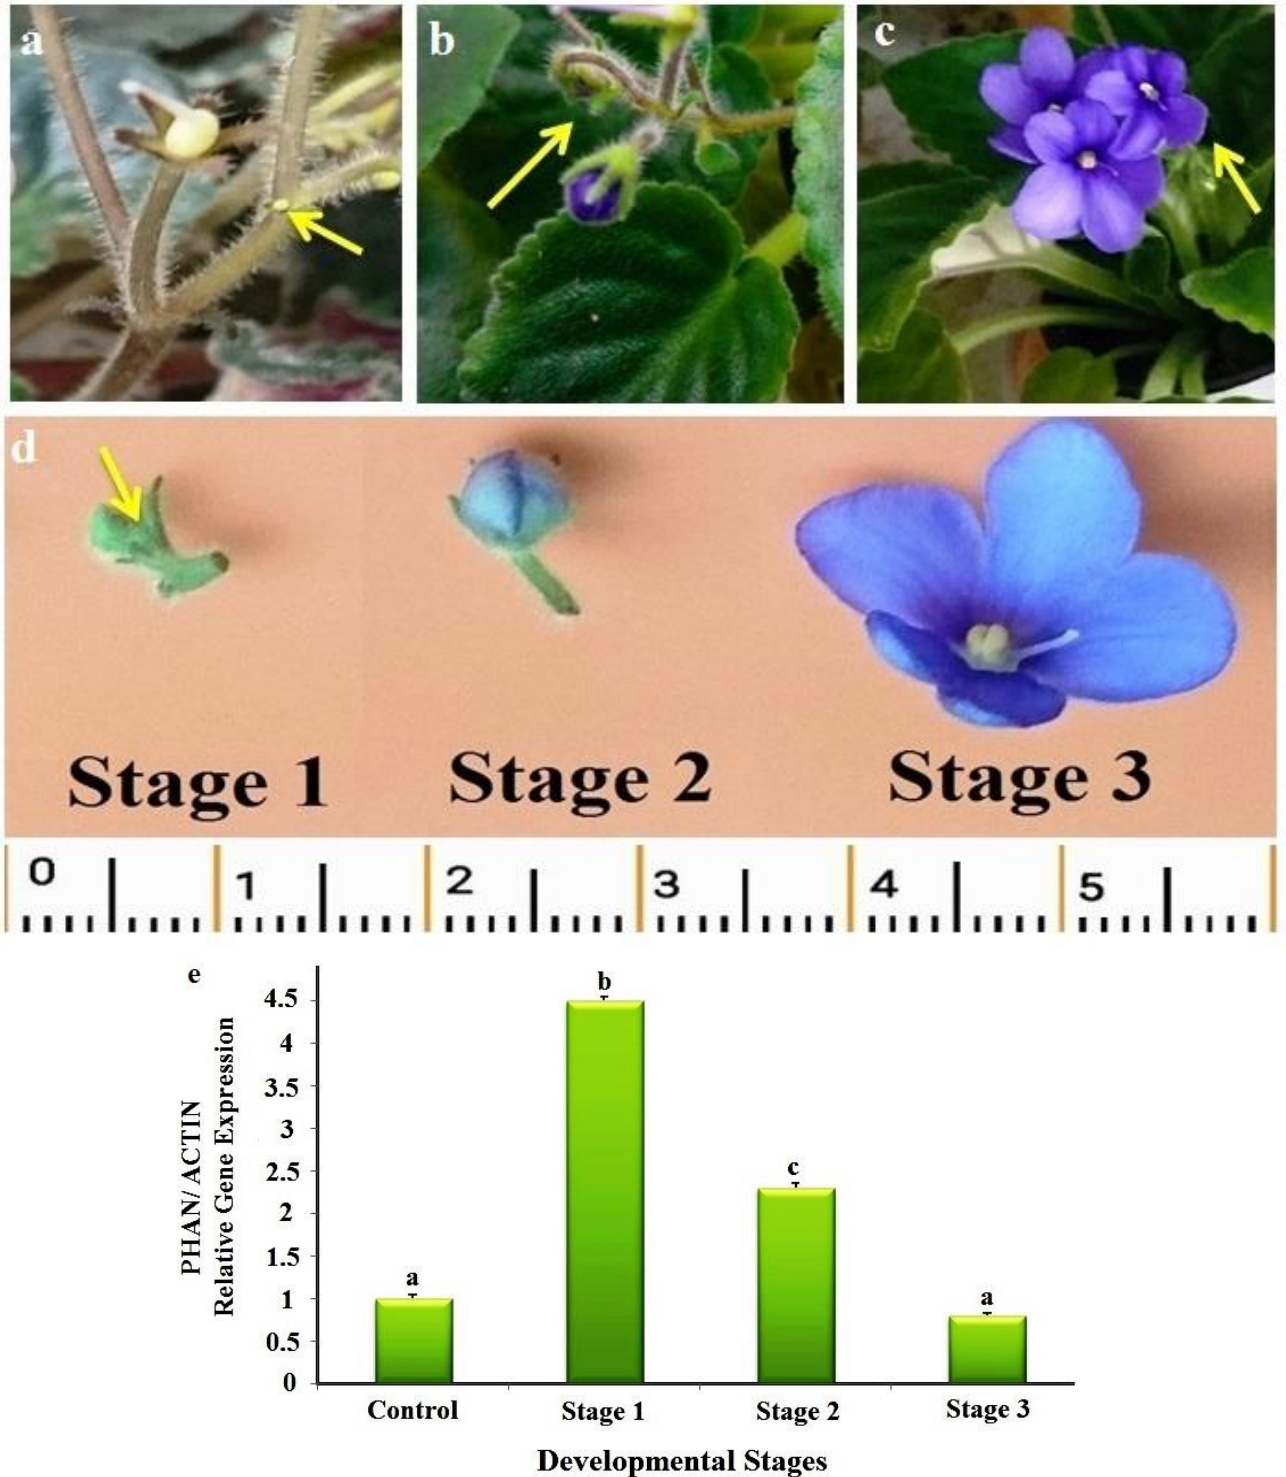 a
b
c
d
Stage 1
Stage 2
Stage 3
0 1 2 3 4 5
e
PHAN/ ACTIN
Relative Gene Expression
4.5
4
3.5
3
2.5
2
1.5
1
0.5
0
a
b
c
a
Control
Stage 1
Stage 2
Stage 3
Developmental Stages